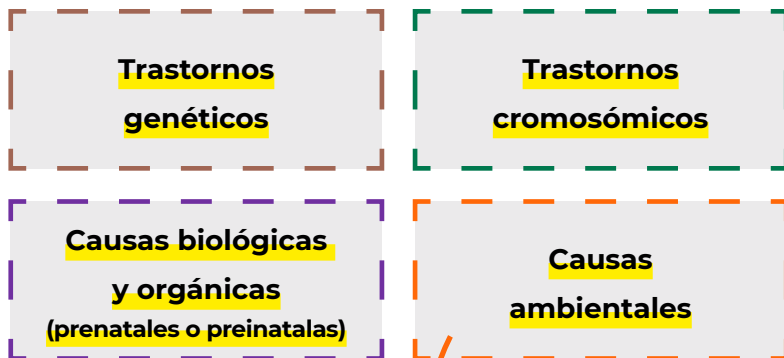 Trastornos
genéticos
Trastornos
cromosómicos
Causas biológicas
y orgánicas
(prenatales o preinatalas)
Causas
ambientales